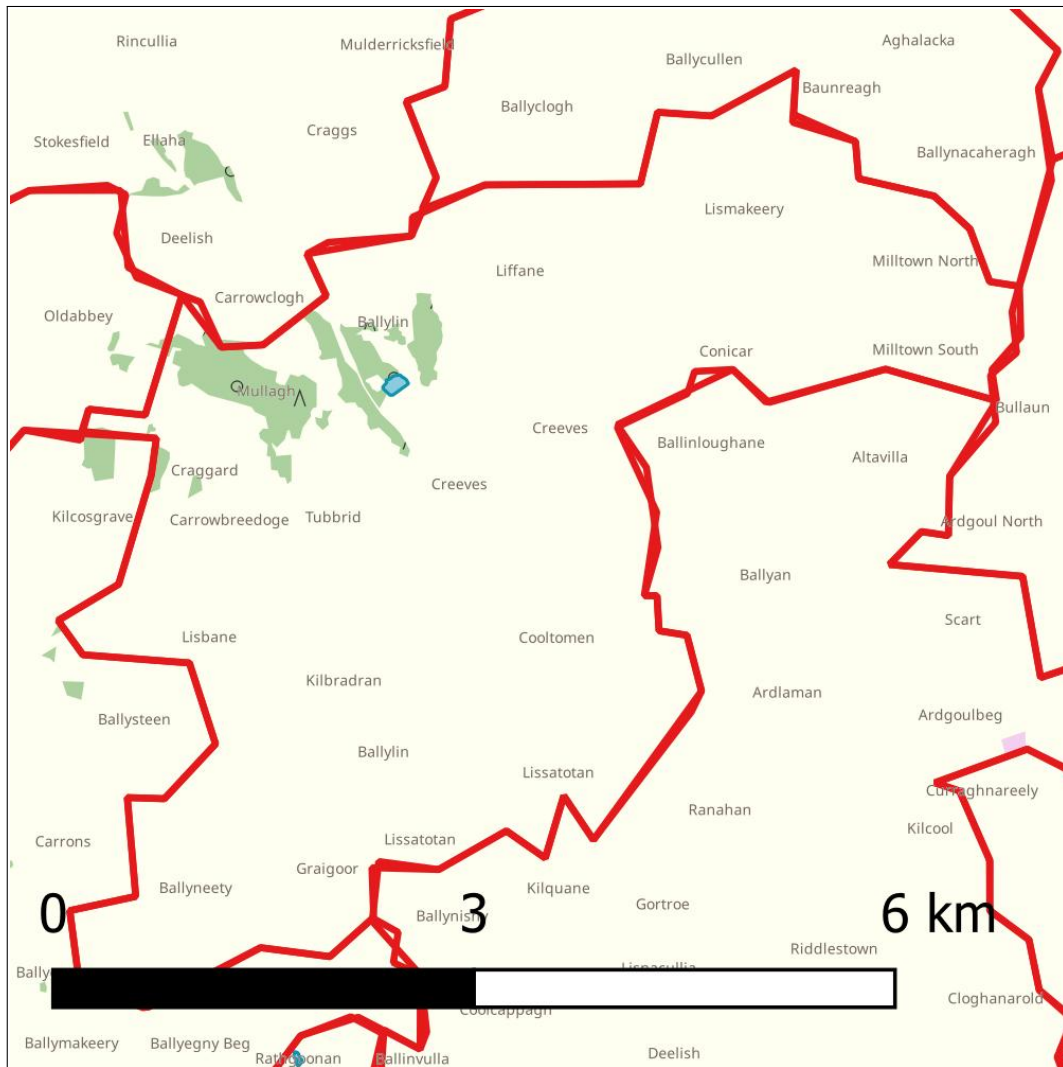 Rincullia
Mulderricksfield
Aghalacka
Ballycullen
Baunreagh
Ballyclogh
Craggs
Stokesfield
Ellaha
Ballynacaheragh
Lismakeery
Deelish
Milltown North
Liffane
Carrowclogh
Oldabbey
Ballylin
Conicar
Milltown South
Mullagh
Bullaun
Creeves
Ballinloughane
Altavilla
Craggard
Creeves
Kilcosgrave
Carrowbreedoge
Tubbrid
Ardgoul North
Ballyan
Scart
Lisbane
Cooltomen
Kilbradran
Ardlaman
Ballysteen
Ardgoulbeg
Ballylin
Lissatotan
Curraghnareely
Ranahan
Kilcool
Carrons
Lissatotan
Graigoor
Ballyneety
Kilquane
Gortroe
0
3
6 km
Ballynisky
Riddlestown
Lisnacullia
Cloghanarold
Coolcappagh
Ballymakeery
Ballyegny Beg
Rathgoonan
Ballinvulla
Deelish